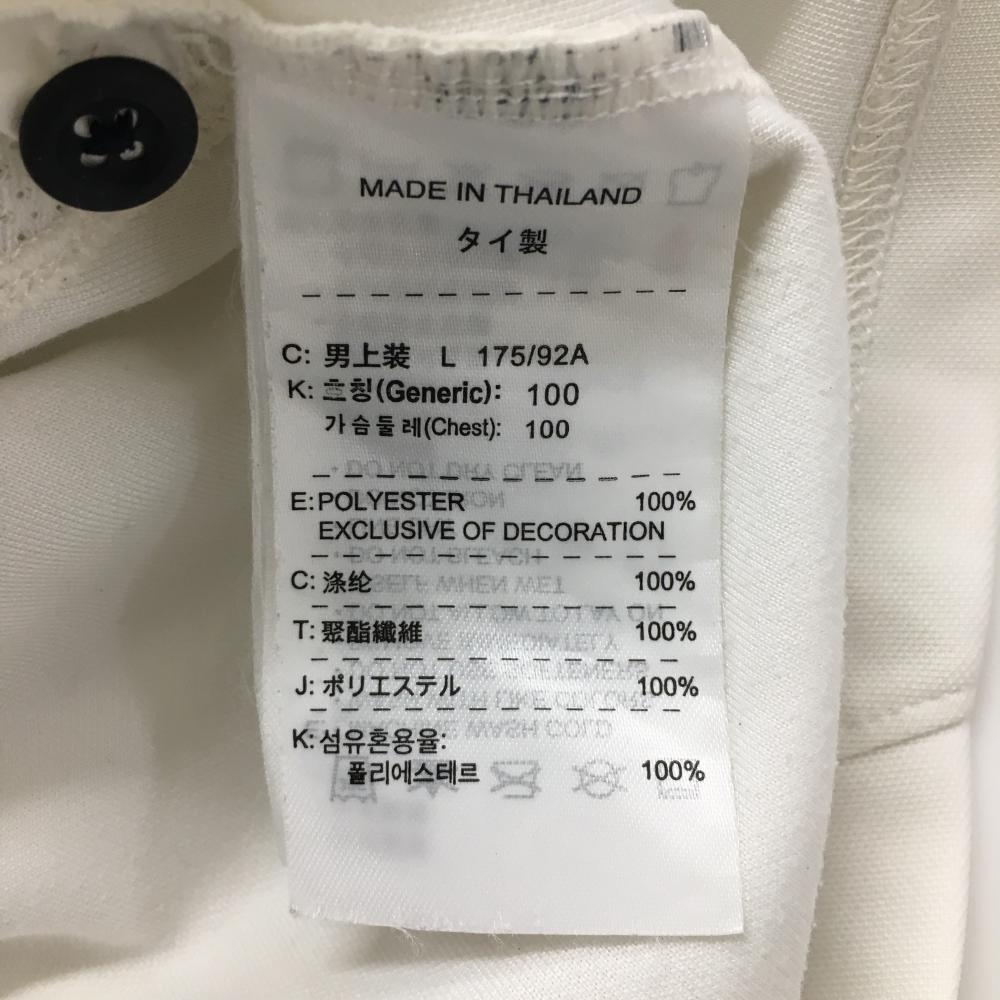 MADE IN THAILAND
タイ製
C: 男上装 L 175/92A
K: 호칭(Generic): 100
가슴둘레(Chest): 100
E: POLYESTER 100%
EXCLUSIVE OF DECORATION
C: 涤纶 100%
T: 聚酯纖維 100%
J: ポリエステル 100%
K: 섬유혼용율:
폴리에스테르 100%